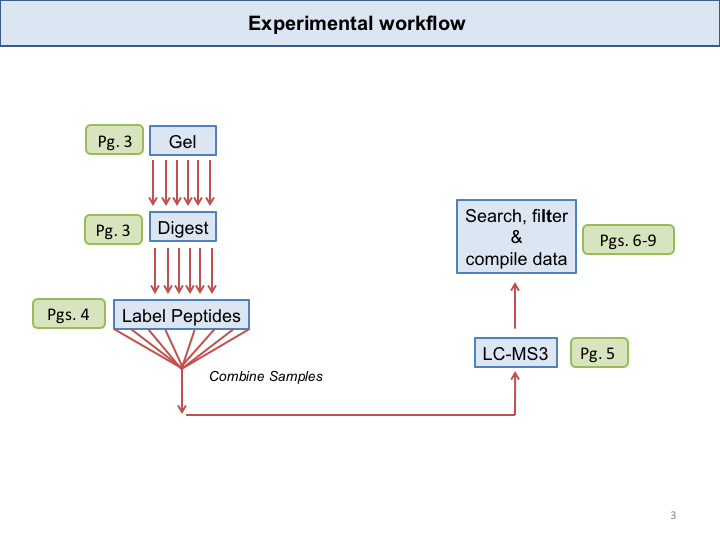 Experimental workflow
Pg. 3
Gel
Pg. 3
Digest
Pgs. 4
Label Peptides
Combine Samples
Search, filter
&
compile data
Pgs. 6-9
LC-MS3
Pg. 5
3